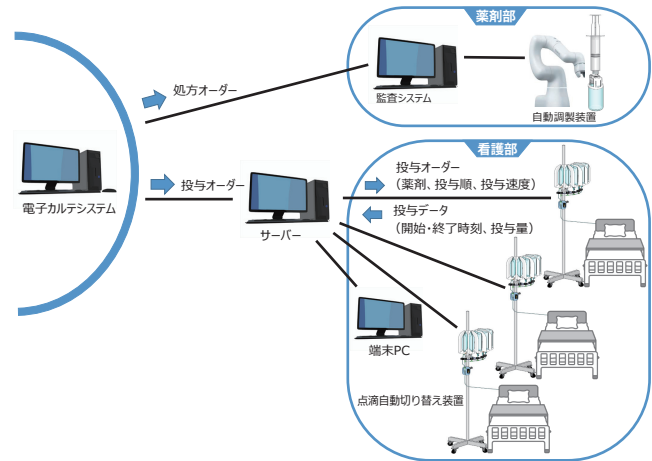 薬剤部
処方オーダー
監査システム
自動調製装置
看護部
投与オーダー
（薬剤、投与順、投与速度）
投与オーダー
電子カルテシステム
サーバー
投与データ
（開始・終了時刻、投与量）
端末PC
点滴自動切り替え装置